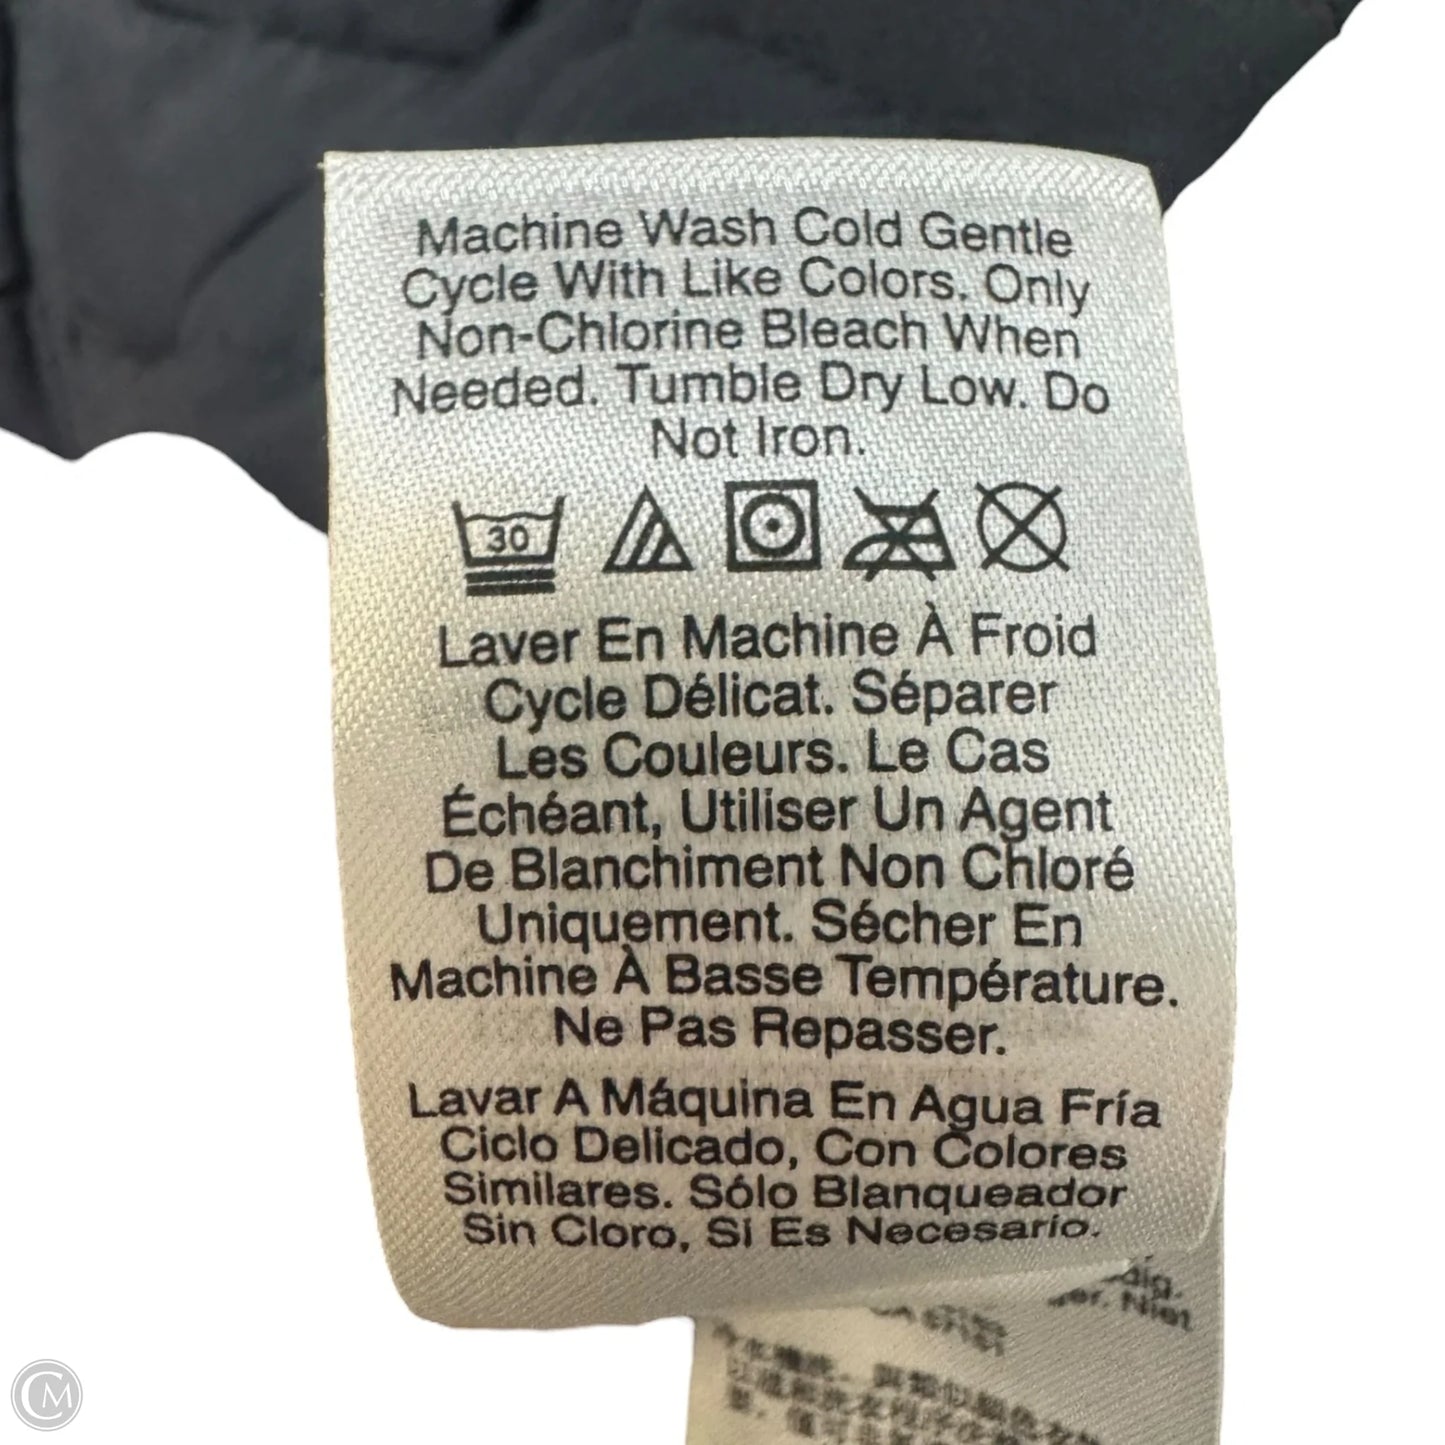 Machine Wash Cold Gentle
Cycle With Like Colors. Only
Non-Chlorine Bleach When
Needed. Tumble Dry Low. Do
Not Iron.
30
Laver En Machine À Froid
Cycle Délicat. Séparer
Les Couleurs. Le Cas
Échéant, Utiliser Un Agent
De Blanchiment Non Chloré
Uniquement. Sécher En
Machine À Basse Température.
Ne Pas Repasser.
Lavar A Máquina En Agua Fría
Ciclo Delicado, Con Colores
Similares. Sólo Blanqueador
Sin Cloro, Si Es Necesario.
Niet
CM